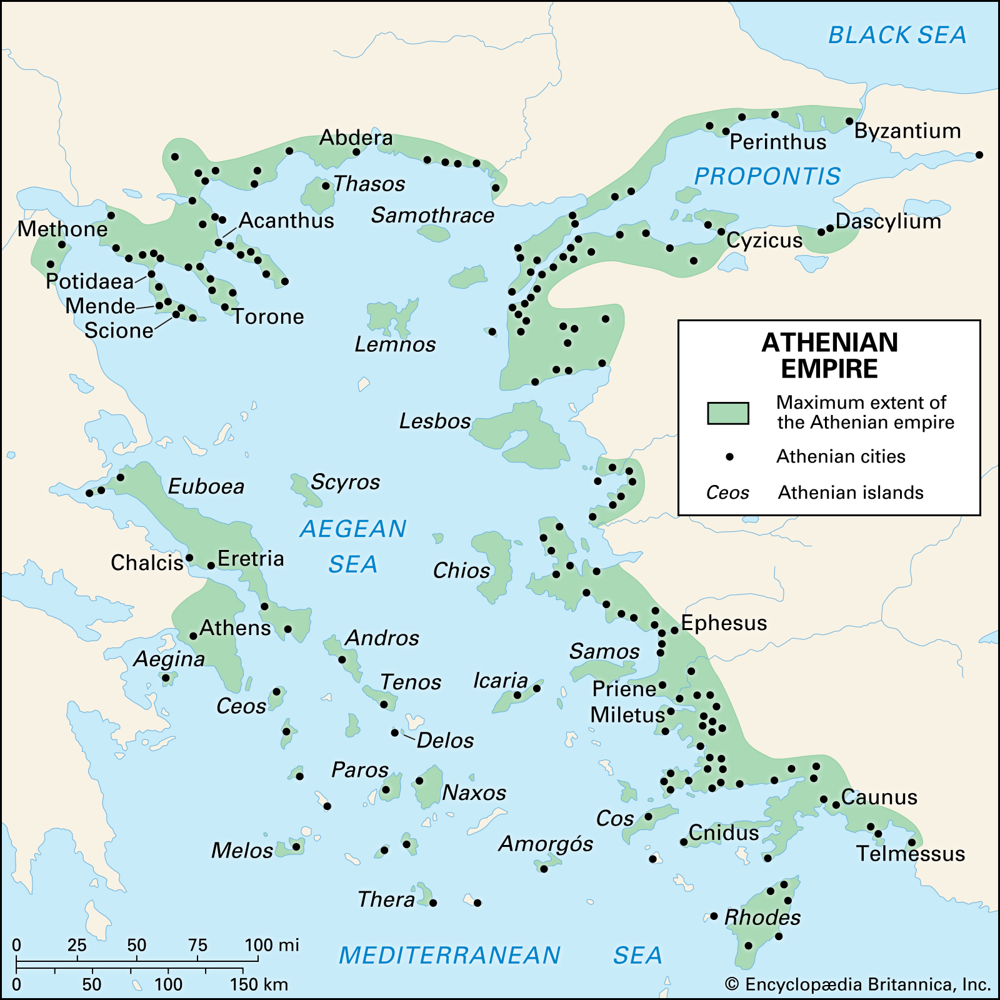 BLACK SEA
Abdera
Byzantium
Perinthus
PROPONTIS
Thasos
Samothrace
Acanthus
Methone
Dascylium
Cyzicus
Potidaea
Mende
Scione
Torone
Lemnos
ATHENIAN
EMPIRE
Maximum extent of
the Athenian empire
Athenian cities
Ceos Athenian islands
Lesbos
Euboea
Scyros
AEGEAN
SEA
Chalcis
Eretria
Chios
Athens
Ephesus
Andros
Samos
Aegina
Tenos
Icaria
Priene
Ceos
Miletus
Delos
Paros
Naxos
Caunus
Cos
Cnidus
Melos
Amorgós
Telmessus
Thera
Rhodes
0 25 50 75 100 mi
0 50 100 150 km
MEDITERRANEAN SEA
© Encyclopædia Britannica, Inc.